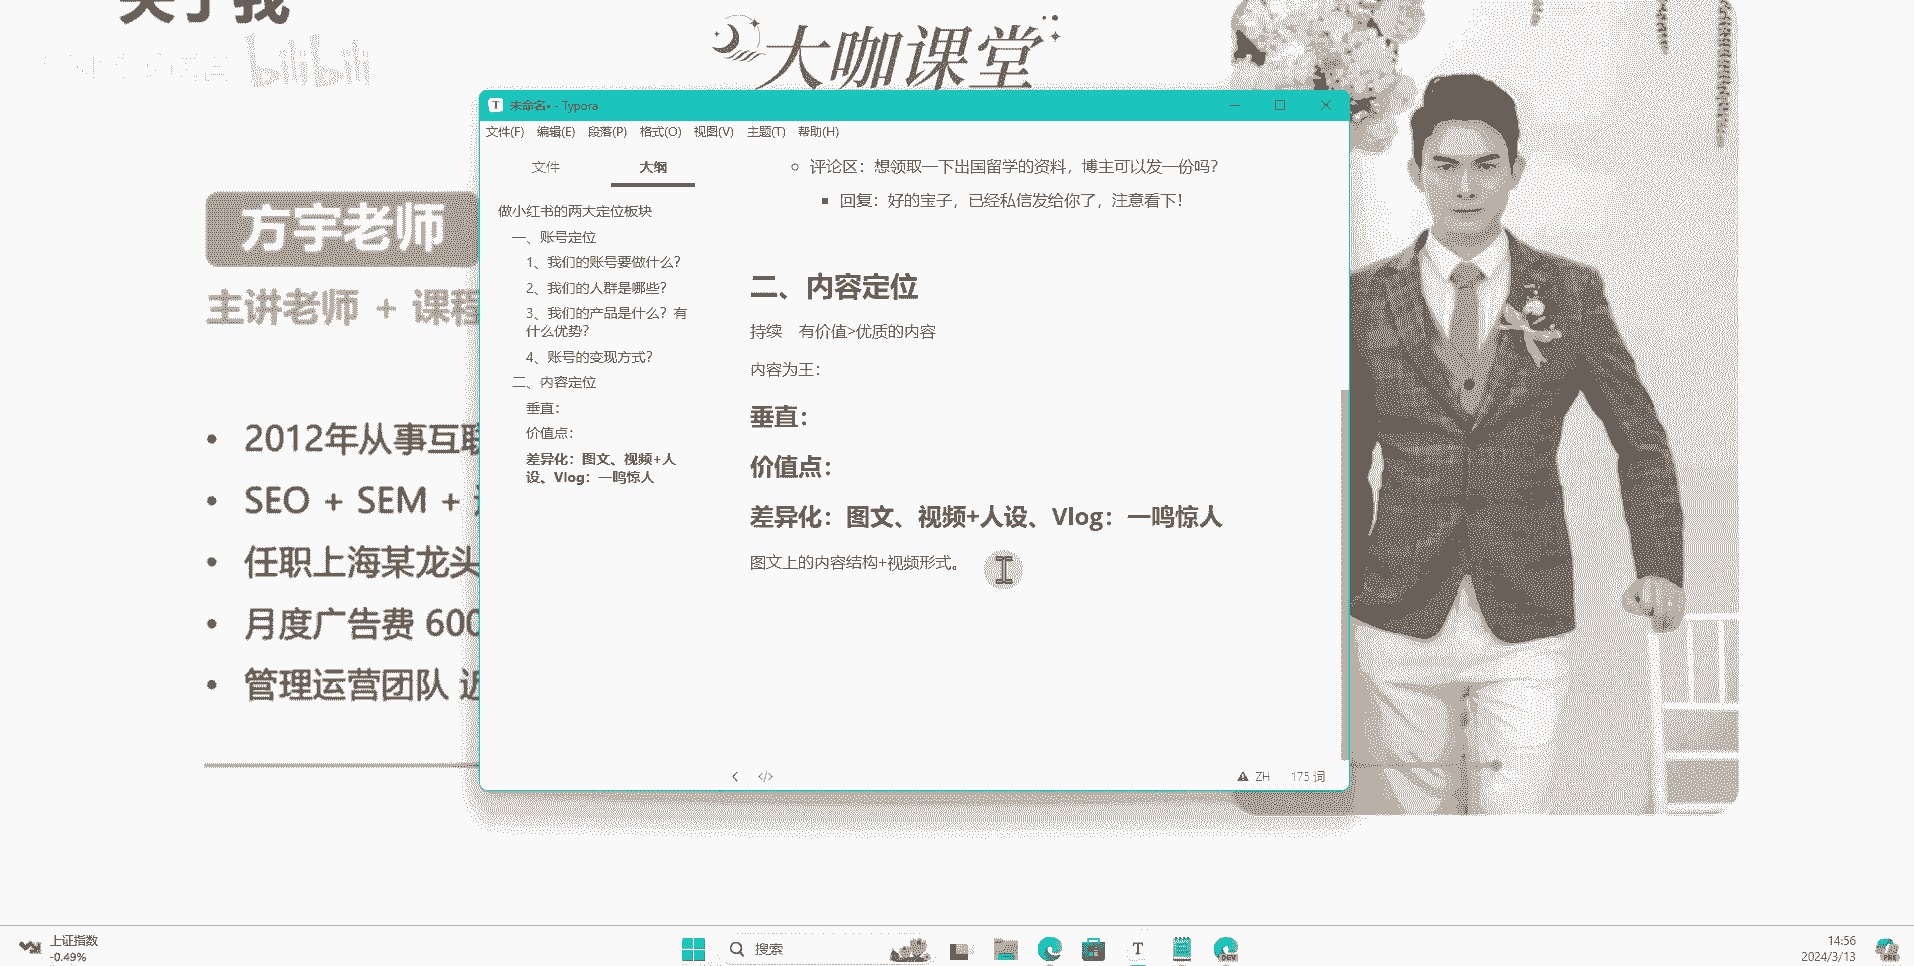 关于我
bilibili
大咖课堂
方宇老师
主讲老师 + 课程
2012年从事互联
SEO + SEM +
任职上海某龙头
月度广告费 600
管理运营团队 近
未命名• - Typora
文件(F) 编辑(E) 段落(P) 格式(O) 视图(V) 主题(T) 帮助(H)
文件 大纲
做小红书的两大定位板块
一、账号定位
1、我们的账号要做什么？
2、我们的人群是哪些？
3、我们的产品是什么？有
什么优势？
4、账号的变现方式？
二、内容定位
垂直：
价值点：
差异化：图文、视频+人
设、Vlog：一鸣惊人
评论区：想领取一下出国留学的资料，博主可以发一份吗？
回复：好的宝子，已经私信发给你了，注意看下！
二、内容定位
持续 有价值>优质的内容
内容为王：
垂直：
价值点：
差异化：图文、视频+人设、Vlog：一鸣惊人
图文上的内容结构+视频形式。
</> ZH 175 词
上证指数
-0.49%
搜索
T
DEV
14:56
2024/3/13
PRE